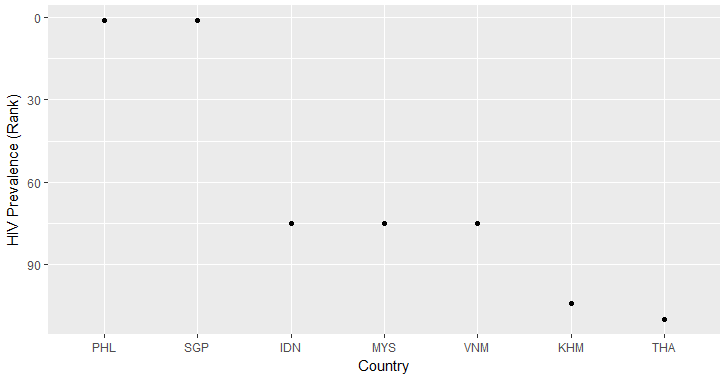 HIV Prevalence (Rank)
0
30
60
90
PHL SGP IDN MYS VNM KHM THA
Country